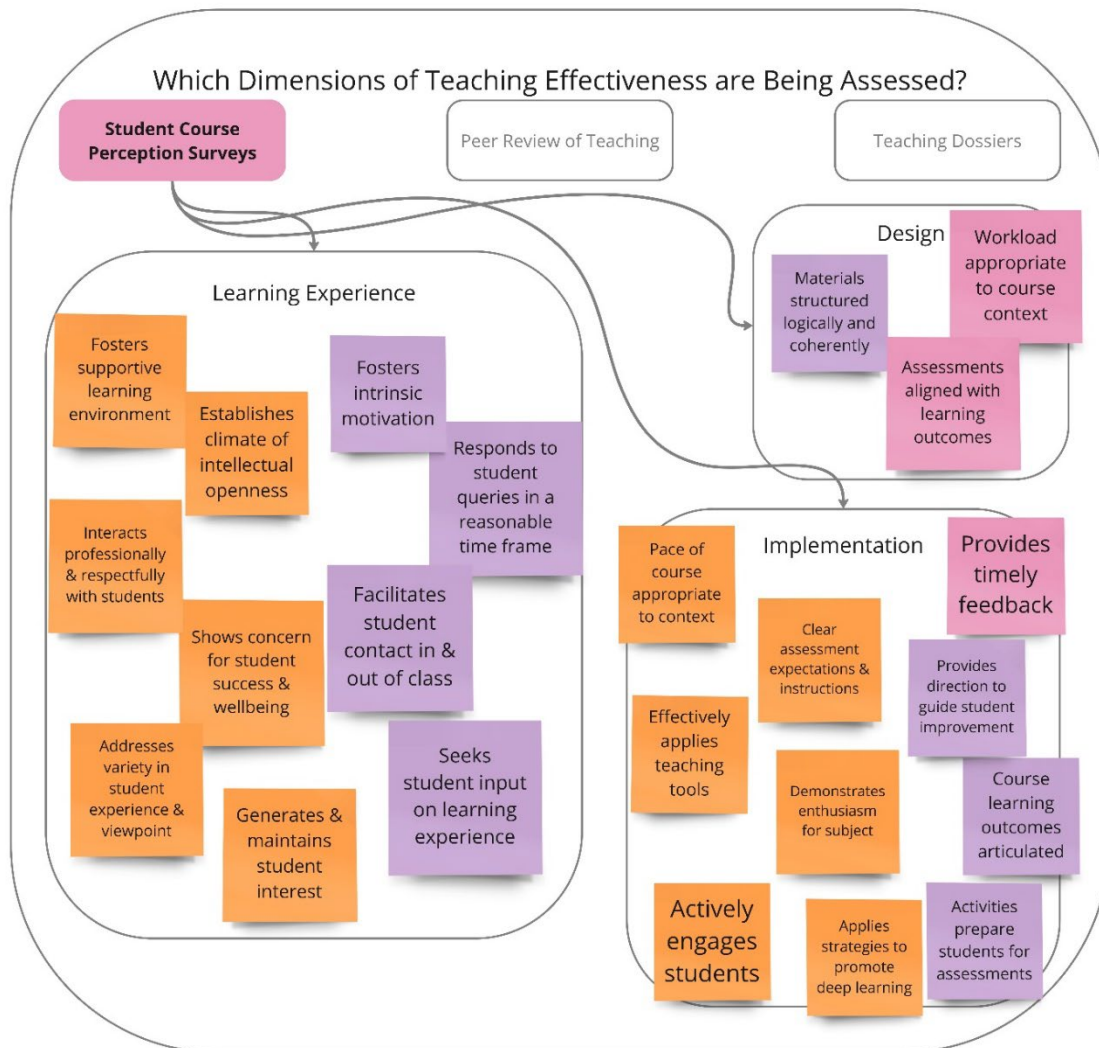 Which Dimensions of Teaching Effectiveness are Being Assessed?
Student Course
Perception Surveys
Peer Review of Teaching
Teaching Dossiers
Learning Experience
Fosters
supportive
learning
environment
Establishes
climate of
intellectual
openness
Fosters
intrinsic
motivation
Responds to
student
queries in a
reasonable
time frame
Interacts
professionally
& respectfully
with students
Shows concern
for student
success &
wellbeing
Facilitates
student
contact in &
out of class
Addresses
variety in
student
experience &
viewpoint
Generates &
maintains
student
interest
Seeks
student input
on learning
experience
Design
Materials
structured
logically and
coherently
Workload
appropriate
to course
context
Assessments
aligned with
learning
outcomes
Implementation
Pace of
course
appropriate
to context
Clear
assessment
expectations &
instructions
Provides
timely
feedback
Provides
direction to
guide student
improvement
Effectively
applies
teaching
tools
Demonstrates
enthusiasm
for subject
Course
learning
outcomes
articulated
Actively
engages
students
Applies
strategies to
promote
deep learning
Activities
prepare
students for
assessments